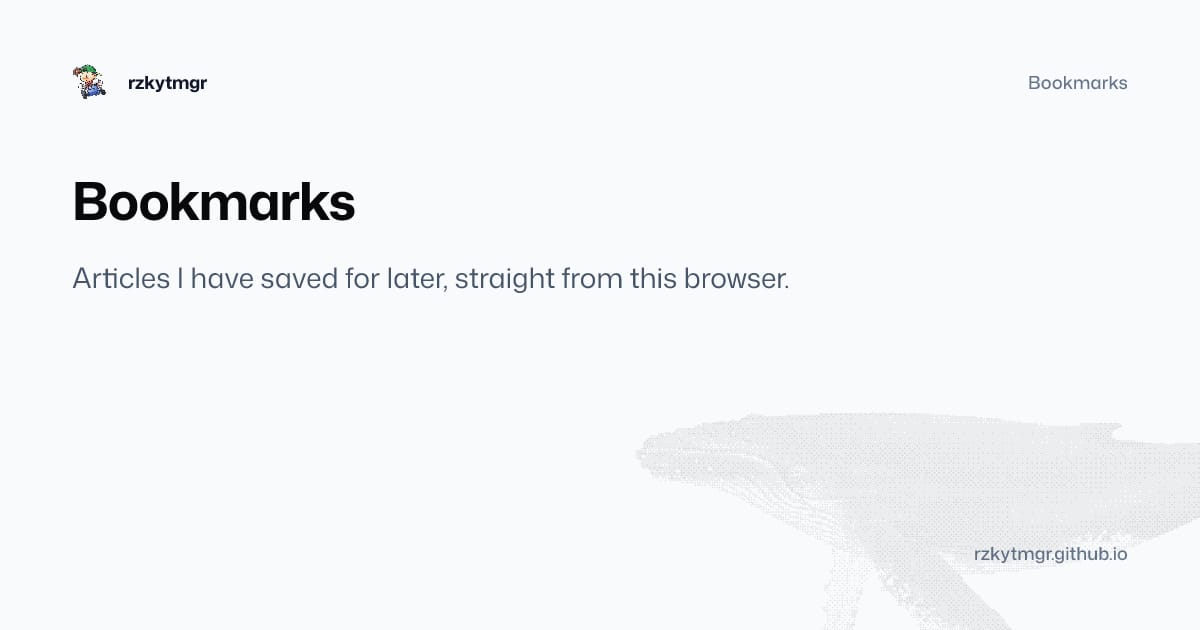 rzkytmgr
Bookmarks
Bookmarks
Articles I have saved for later, straight from this browser.
rzkytmgr.github.io